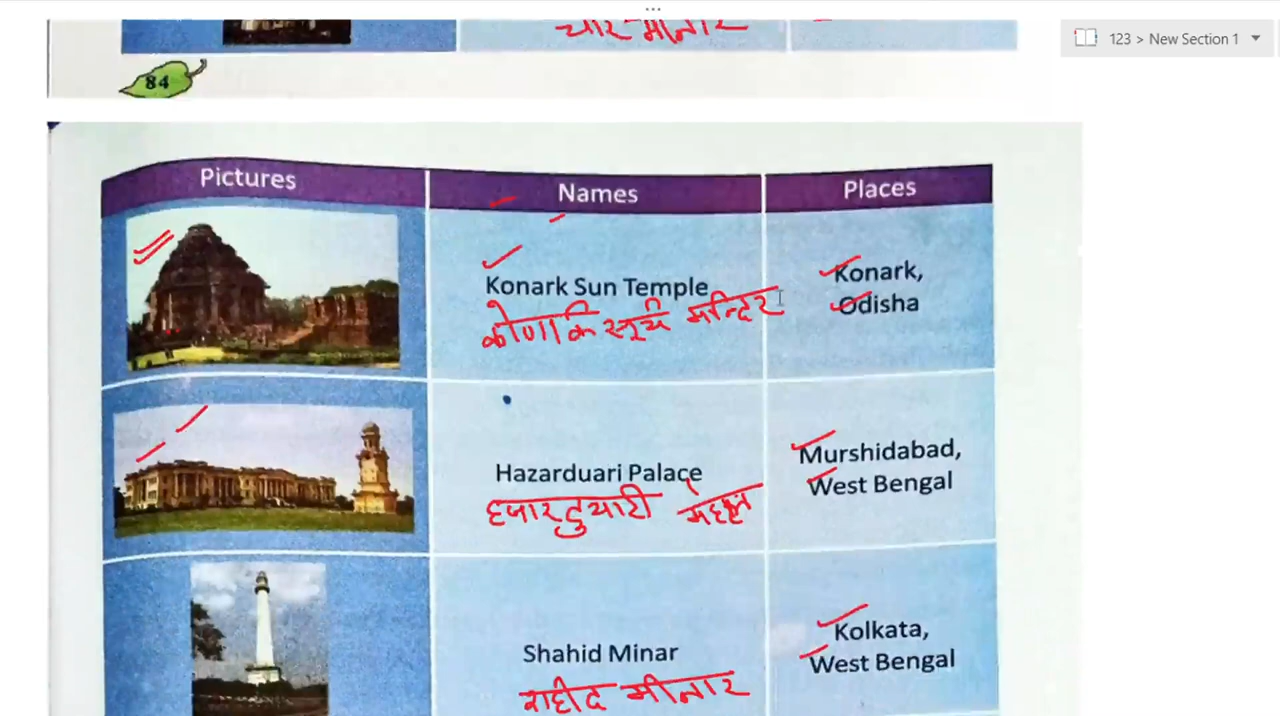 ...
123 > New Section 1
चार मीनार
84
Pictures Names Places
Konark Sun Temple
कोणार्क सूर्य मन्दिर
Konark,
Odisha
Hazarduari Palace
हजारदुयारी महल
Murshidabad,
West Bengal
Shahid Minar
शहीद मीनार
Kolkata,
West Bengal